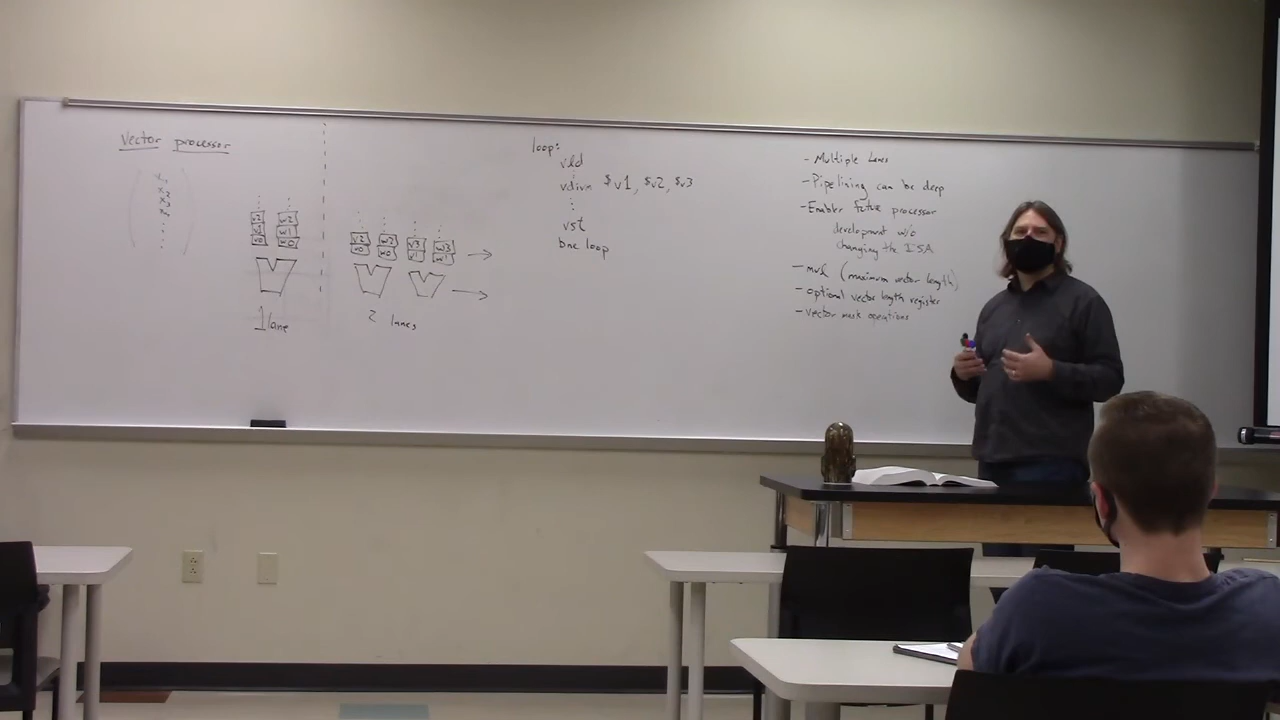 vector processor
v2 w2
v1 w1
v0 w0
1 lane
v2 w2 v3 w3
v0 w0 v1 w1
2 lanes
loop:
vld
vdivm $v1, $v2, $v3
vst
bne loop
- Multiple Lanes
- Pipelining can be deep
- Enables future processor
development w/o
changing the ISA
- mvl (maximum vector length)
- optional vector length register
- vector mask operations